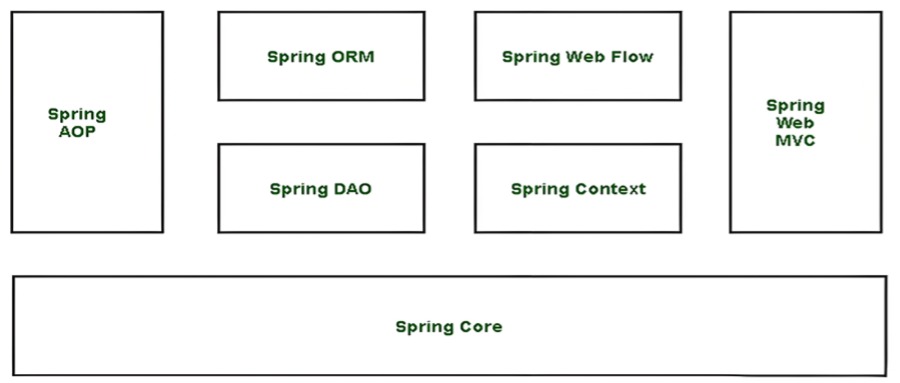 Spring ORM
Spring Web Flow
Spring
AOP
Spring
Web
MVC
Spring DAO
Spring Context
Spring Core